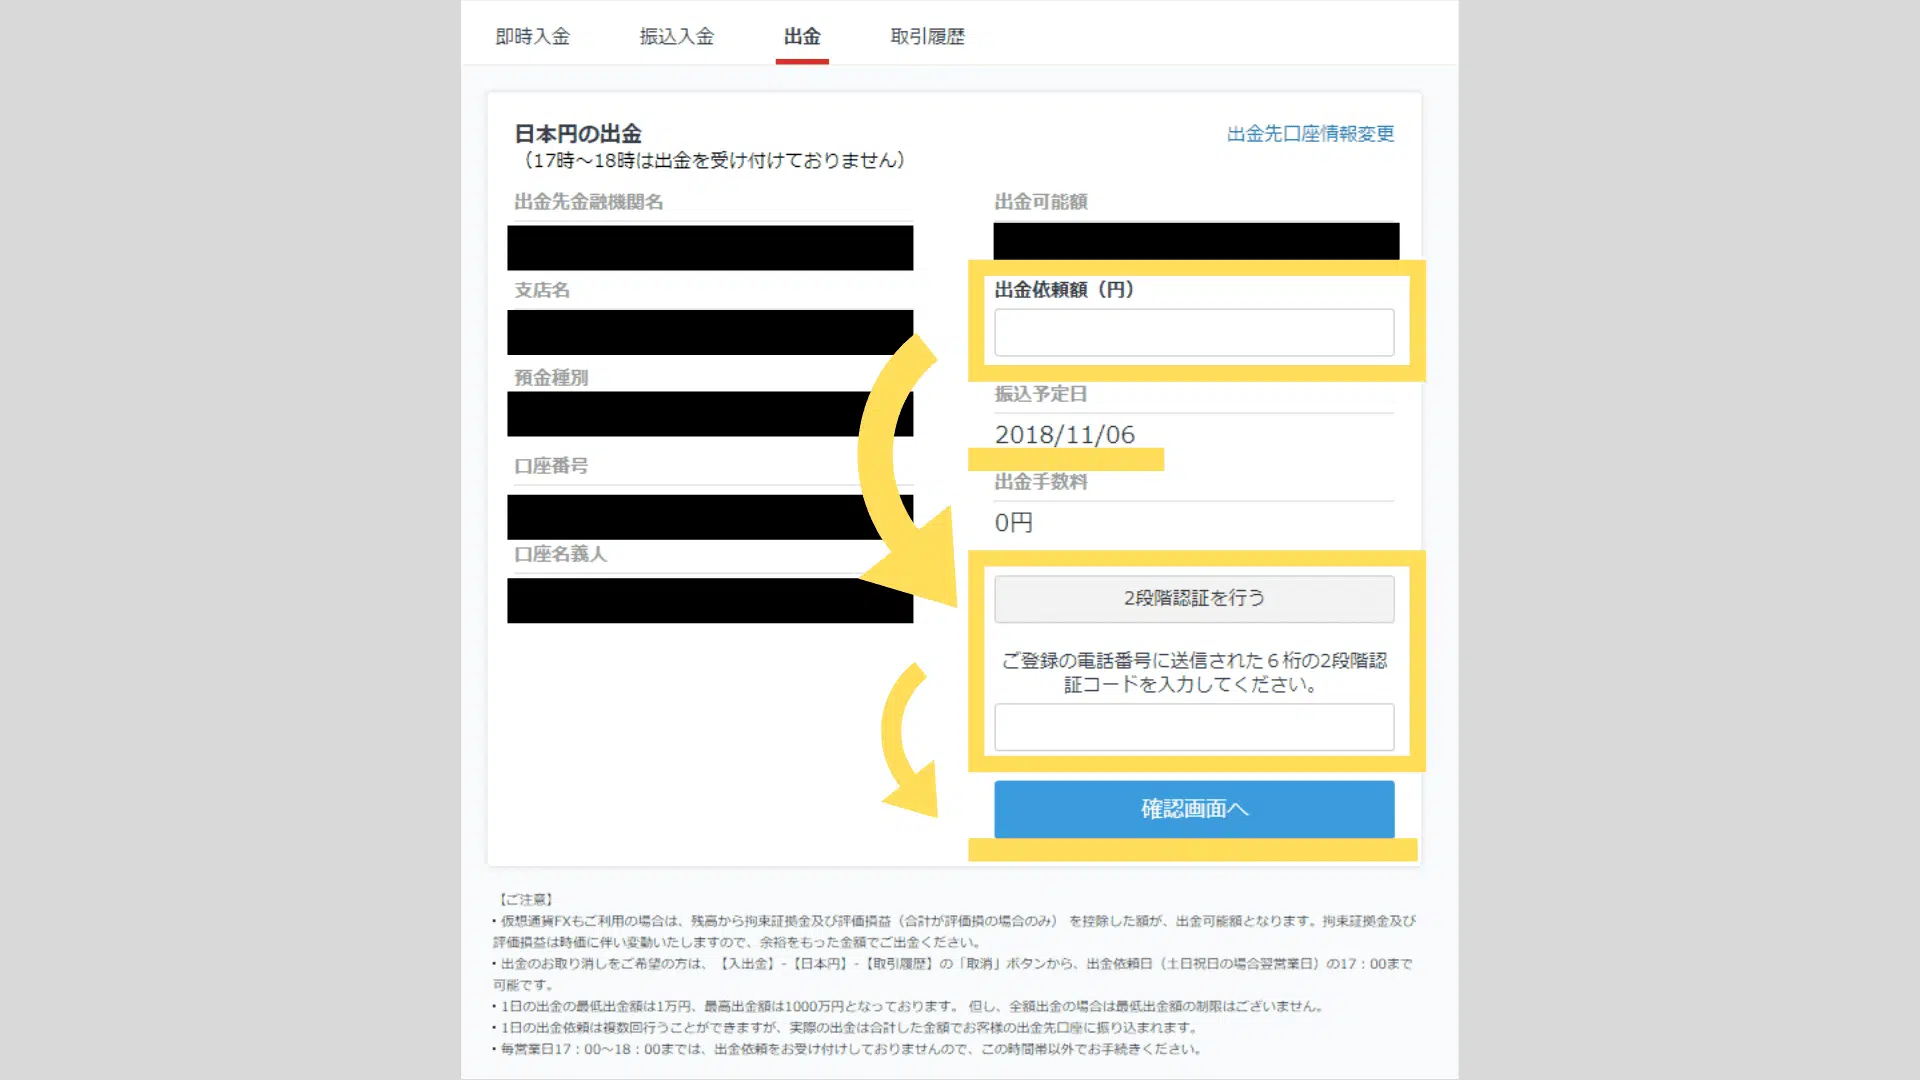 即時入金
振込入金
出金
取引履歴
日本円の出金
出金先口座情報変更
（17時～18時は出金を受け付けておりません）
出金先金融機関名
支店名
預金種別
口座番号
口座名義人
出金可能額
出金依頼額（円）
振込予定日
2018/11/06
出金手数料
0円
2段階認証を行う
ご登録の電話番号に送信された６桁の2段階認
証コードを入力してください。
確認画面へ
【ご注意】
・仮想通貨FXもご利用の場合は、残高から拘束証拠金及び評価損益（合計が評価損の場合のみ） を控除した額が、出金可能額となります。拘束証拠金及び
評価損益は時価に伴い変動いたしますので、余裕をもった金額でご出金ください。
・出金のお取り消しをご希望の方は、【入出金】-【日本円】-【取引履歴】の「取消」ボタンから、出金依頼日（土日祝日の場合翌営業日）の17：00まで
可能です。
・1日の出金の最低出金額は1万円、最高出金額は1000万円となっております。 但し、全額出金の場合は最低出金額の制限はございません。
・1日の出金依頼は複数回行うことができますが、実際の出金は合計した金額でお客様の出金先口座に振り込まれます。
・毎営業日17：00～18：00までは、出金依頼をお受け付けしておりませんので、この時間帯以外でお手続きください。